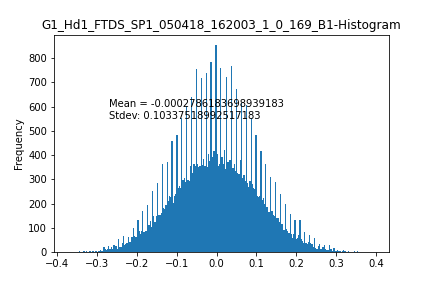 G1_Hd1_FTDS_SP1_050418_162003_1_0_169_B1-Histogram
Frequency
800
700
600
500
400
300
200
100
0
Mean = -0.0002786183698939183
Stdev: 0.10337518992517183
-0.4 -0.3 -0.2 -0.1 0.0 0.1 0.2 0.3 0.4